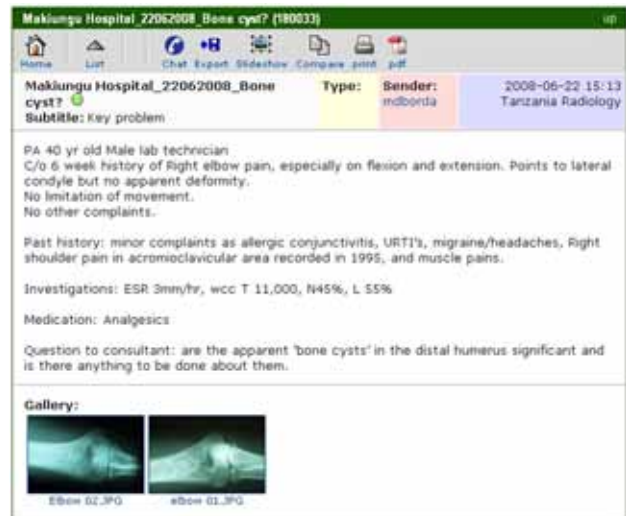 Makiungu Hospital_22062008_Bone cyst? (180033)
up
Home List Chat Export Slideshow Compare print pdf
Makiungu Hospital_22062008_Bone cyst?
Subtitle: Key problem
Type:
Sender:
mdborda
2008-06-22 15:13
Tanzania Radiology
PA 40 yr old Male lab technician
C/o 6 week history of Right elbow pain, especially on flexion and extension. Points to lateral
condyle but no apparent deformity.
No limitation of movement.
No other complaints.
Past history: minor complaints as allergic conjunctivitis, URTI's, migraine/headaches, Right
shoulder pain in acromioclavicular area recorded in 1995, and muscle pains.
Investigations: ESR 3mm/hr, wcc T 11,000, N45%, L 55%
Medication: Analgesics
Question to consultant: are the apparent 'bone cysts' in the distal humerus significant and
is there anything to be done about them.
Gallery:
Elbow 02.JPG
elbow 01.JPG